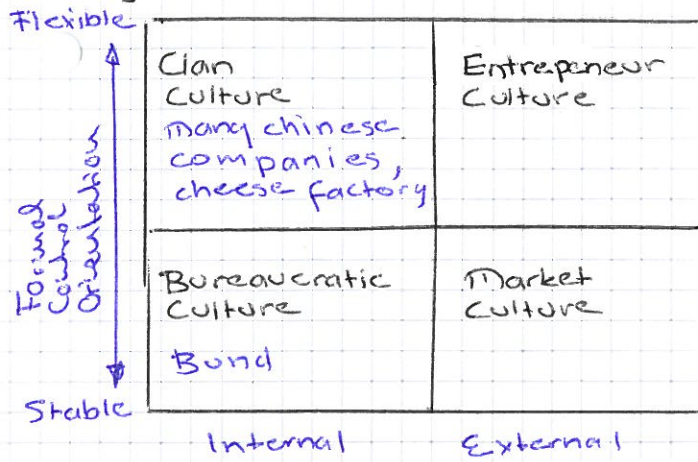 Flexible
Clan
Culture
many chinese
companies,
cheese factory
Entrepeneur
Culture
Formal
Control
Orientation
Bureaucratic
Culture
Bund
Market
Culture
Stable
Internal
External